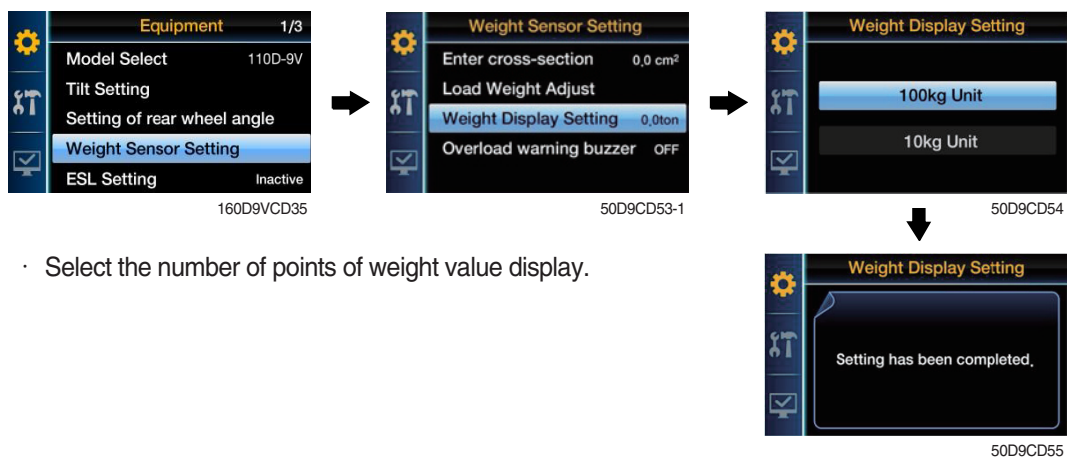 Equipment 1/3
Model Select 110D-9V
Tilt Setting
Setting of rear wheel angle
Weight Sensor Setting
ESL Setting Inactive
160D9VCD35
Weight Sensor Setting
Enter cross-section 0.0 cm²
Load Weight Adjust
Weight Display Setting 0.0ton
Overload warning buzzer OFF
50D9CD53-1
Weight Display Setting
100kg Unit
10kg Unit
50D9CD54
· Select the number of points of weight value display.
Weight Display Setting
Setting has been completed.
50D9CD55